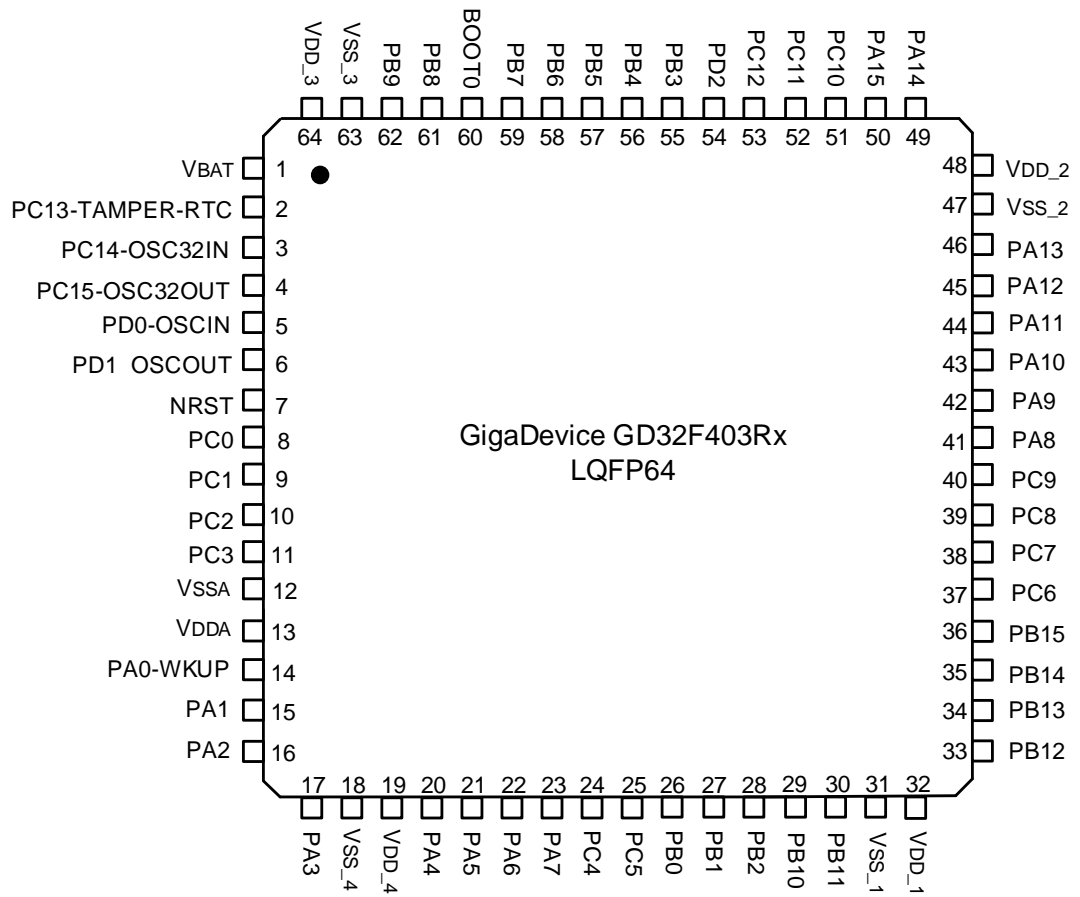 VDD_3
VSS_3
PB9
PB8
BOOT0
PB7
PB6
PB5
PB4
PB3
PD2
PC12
PC11
PC10
PA15
PA14
64 63 62 61 60 59 58 57 56 55 54 53 52 51 50 49
VBAT 1
PC13-TAMPER-RTC 2
PC14-OSC32IN 3
PC15-OSC32OUT 4
PD0-OSCIN 5
PD1 OSCOUT 6
NRST 7
PC0 8
PC1 9
PC2 10
PC3 11
VSSA 12
VDDA 13
PA0-WKUP 14
PA1 15
PA2 16
GigaDevice GD32F403Rx
LQFP64
48 VDD_2
47 VSS_2
46 PA13
45 PA12
44 PA11
43 PA10
42 PA9
41 PA8
40 PC9
39 PC8
38 PC7
37 PC6
36 PB15
35 PB14
34 PB13
33 PB12
17 18 19 20 21 22 23 24 25 26 27 28 29 30 31 32
PA3
VSS_4
VDD_4
PA4
PA5
PA6
PA7
PC4
PC5
PB0
PB1
PB2
PB10
PB11
VSS_1
VDD_1